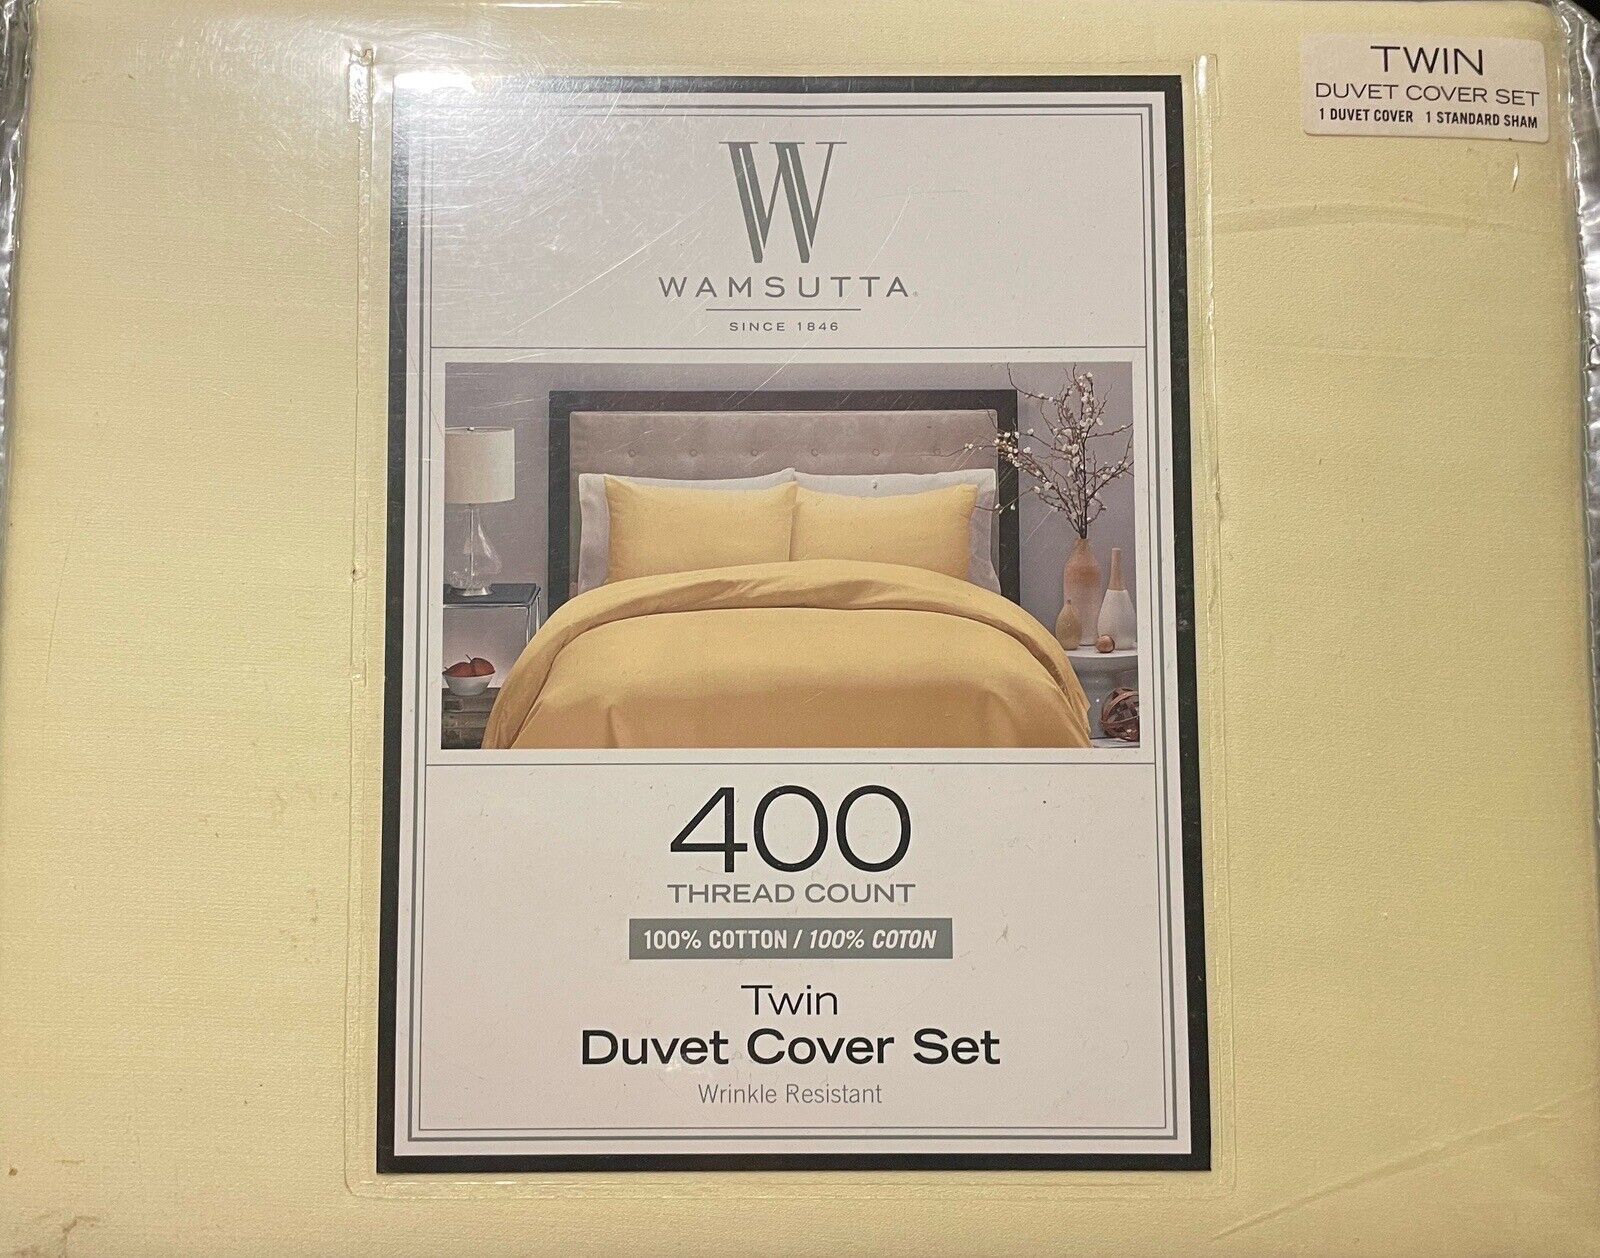 TWIN
DUVET COVER SET
1 DUVET COVER 1 STANDARD SHAM
W
WAMSUTTA®
SINCE 1846
400
THREAD COUNT
100% COTTON / 100% COTON
Twin
Duvet Cover Set
Wrinkle Resistant